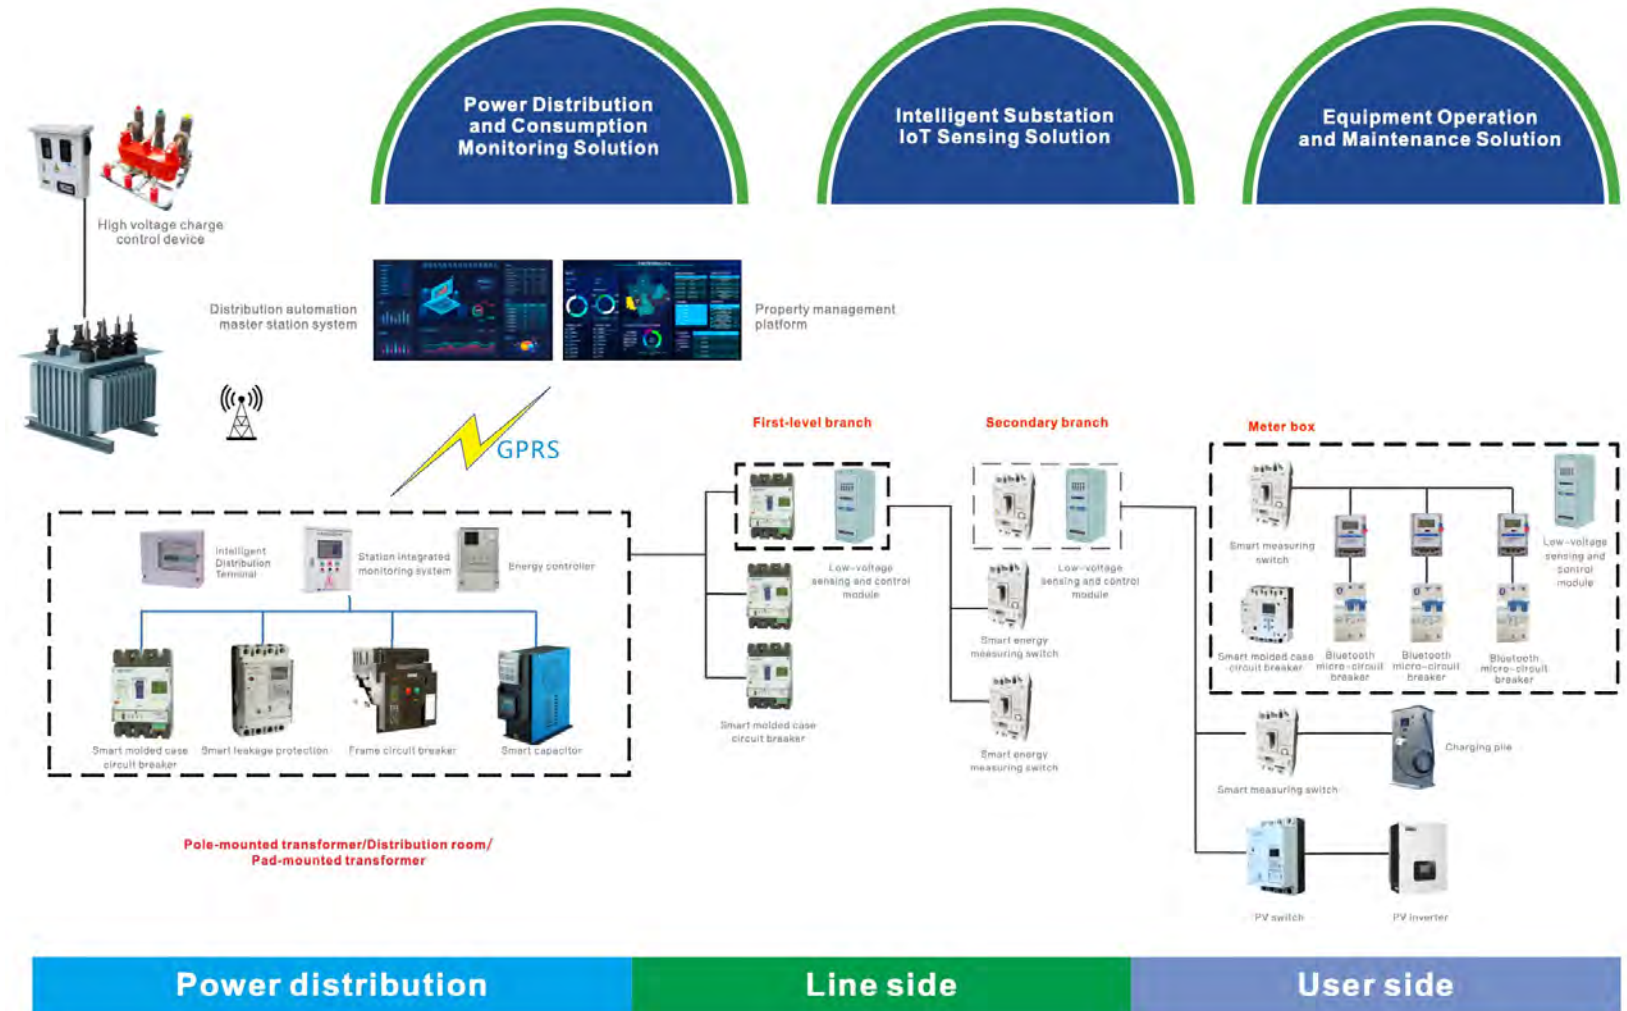 Power Distribution
and Consumption
Monitoring Solution
Intelligent Substation
IoT Sensing Solution
Equipment Operation
and Maintenance Solution
High voltage charge
control device
Distribution automation
master station system
Property management
platform
GPRS
First-level branch
Secondary branch
Meter box
Intelligent
Distribution
Terminal
Station integrated
monitoring system
Energy controller
Smart molded case
circuit breaker
Smart leakage protection
Frame circuit breaker
Smart capacitor
Pole-mounted transformer/Distribution room/
Pad-mounted transformer
Low-voltage
sensing and control
module
Smart molded case
circuit breaker
Low-voltage
sensing and control
module
Smart energy
measuring switch
Smart energy
measuring switch
Smart measuring
switch
Low-voltage
sensing and
control
module
Smart molded case
circuit breaker
Bluetooth
micro-circuit
breaker
Bluetooth
micro-circuit
breaker
Bluetooth
micro-circuit
breaker
Smart measuring switch
Charging pile
PV switch
PV inverter
Power distribution
Line side
User side